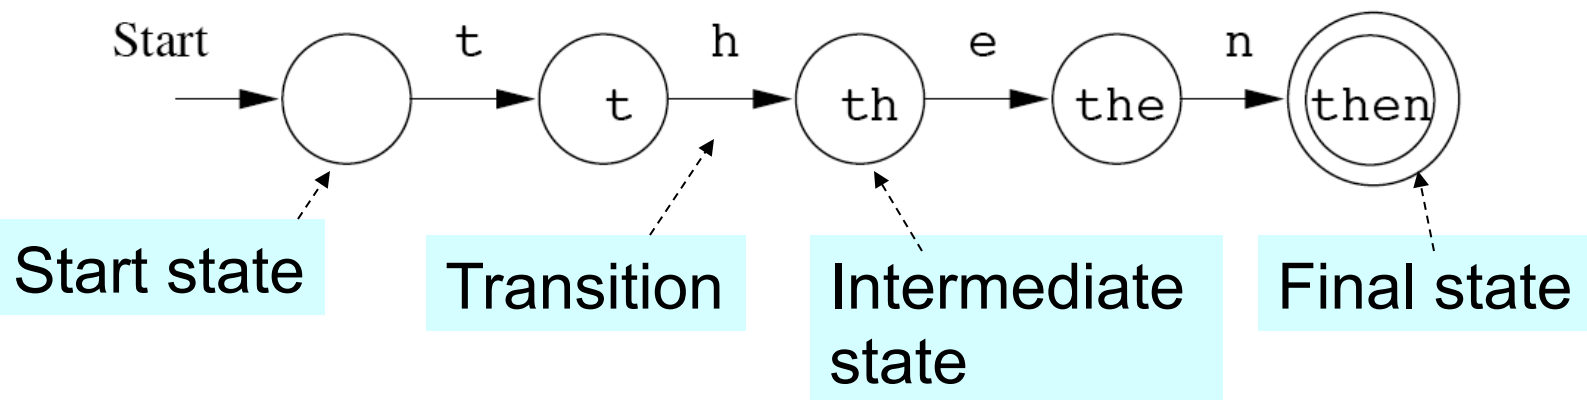 Start t h e n
t th the then
Start state Transition Intermediate Final state
state